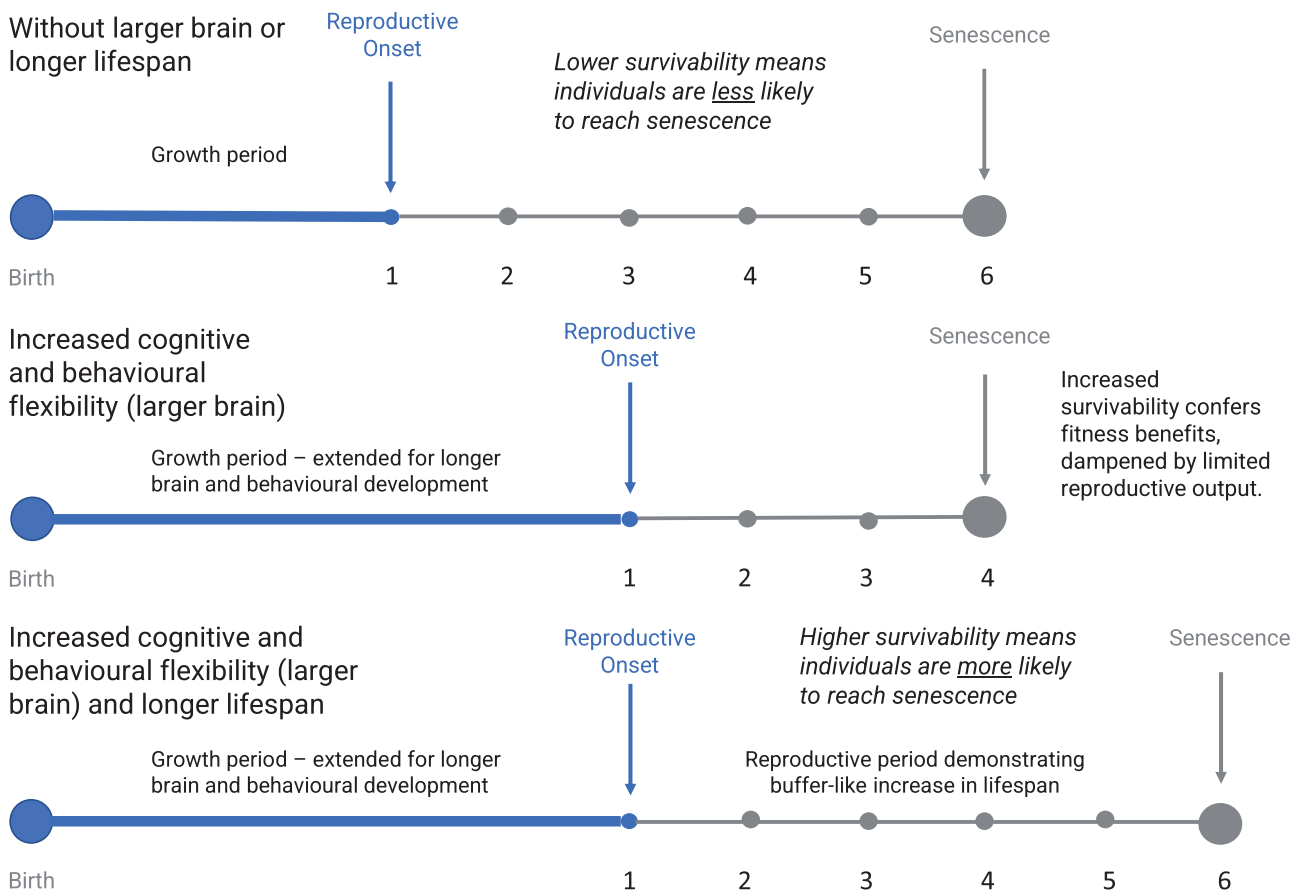 Without larger brain or
longer lifespan
Reproductive
Onset
Lower survivability means
individuals are less likely
to reach senescence
Senescence
Growth period
Birth
1
2
3
4
5
6
Increased cognitive
and behavioural
flexibility (larger brain)
Reproductive
Onset
Senescence
Increased
survivability confers
fitness benefits,
dampened by limited
reproductive output.
Growth period – extended for longer
brain and behavioural development
Birth
1
2
3
4
Increased cognitive and
behavioural flexibility (larger
brain) and longer lifespan
Reproductive
Onset
Higher survivability means
individuals are more likely
to reach senescence
Senescence
Growth period – extended for longer
brain and behavioural development
Reproductive period demonstrating
buffer-like increase in lifespan
Birth
1
2
3
4
5
6